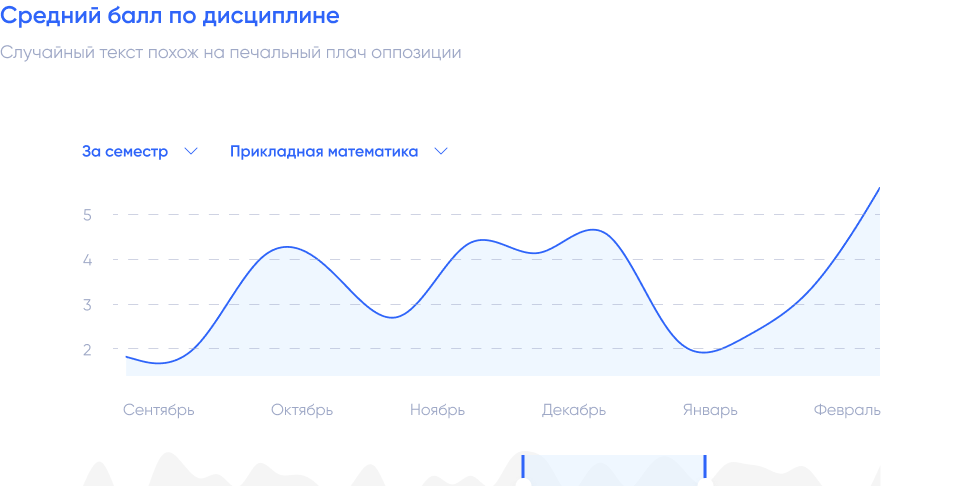 Средний балл по дисциплине
Случайный текст похож на печальный плач оппозиции
За семестр Прикладная математика
5
4
3
2
Сентябрь Октябрь Ноябрь Декабрь Январь Февраль